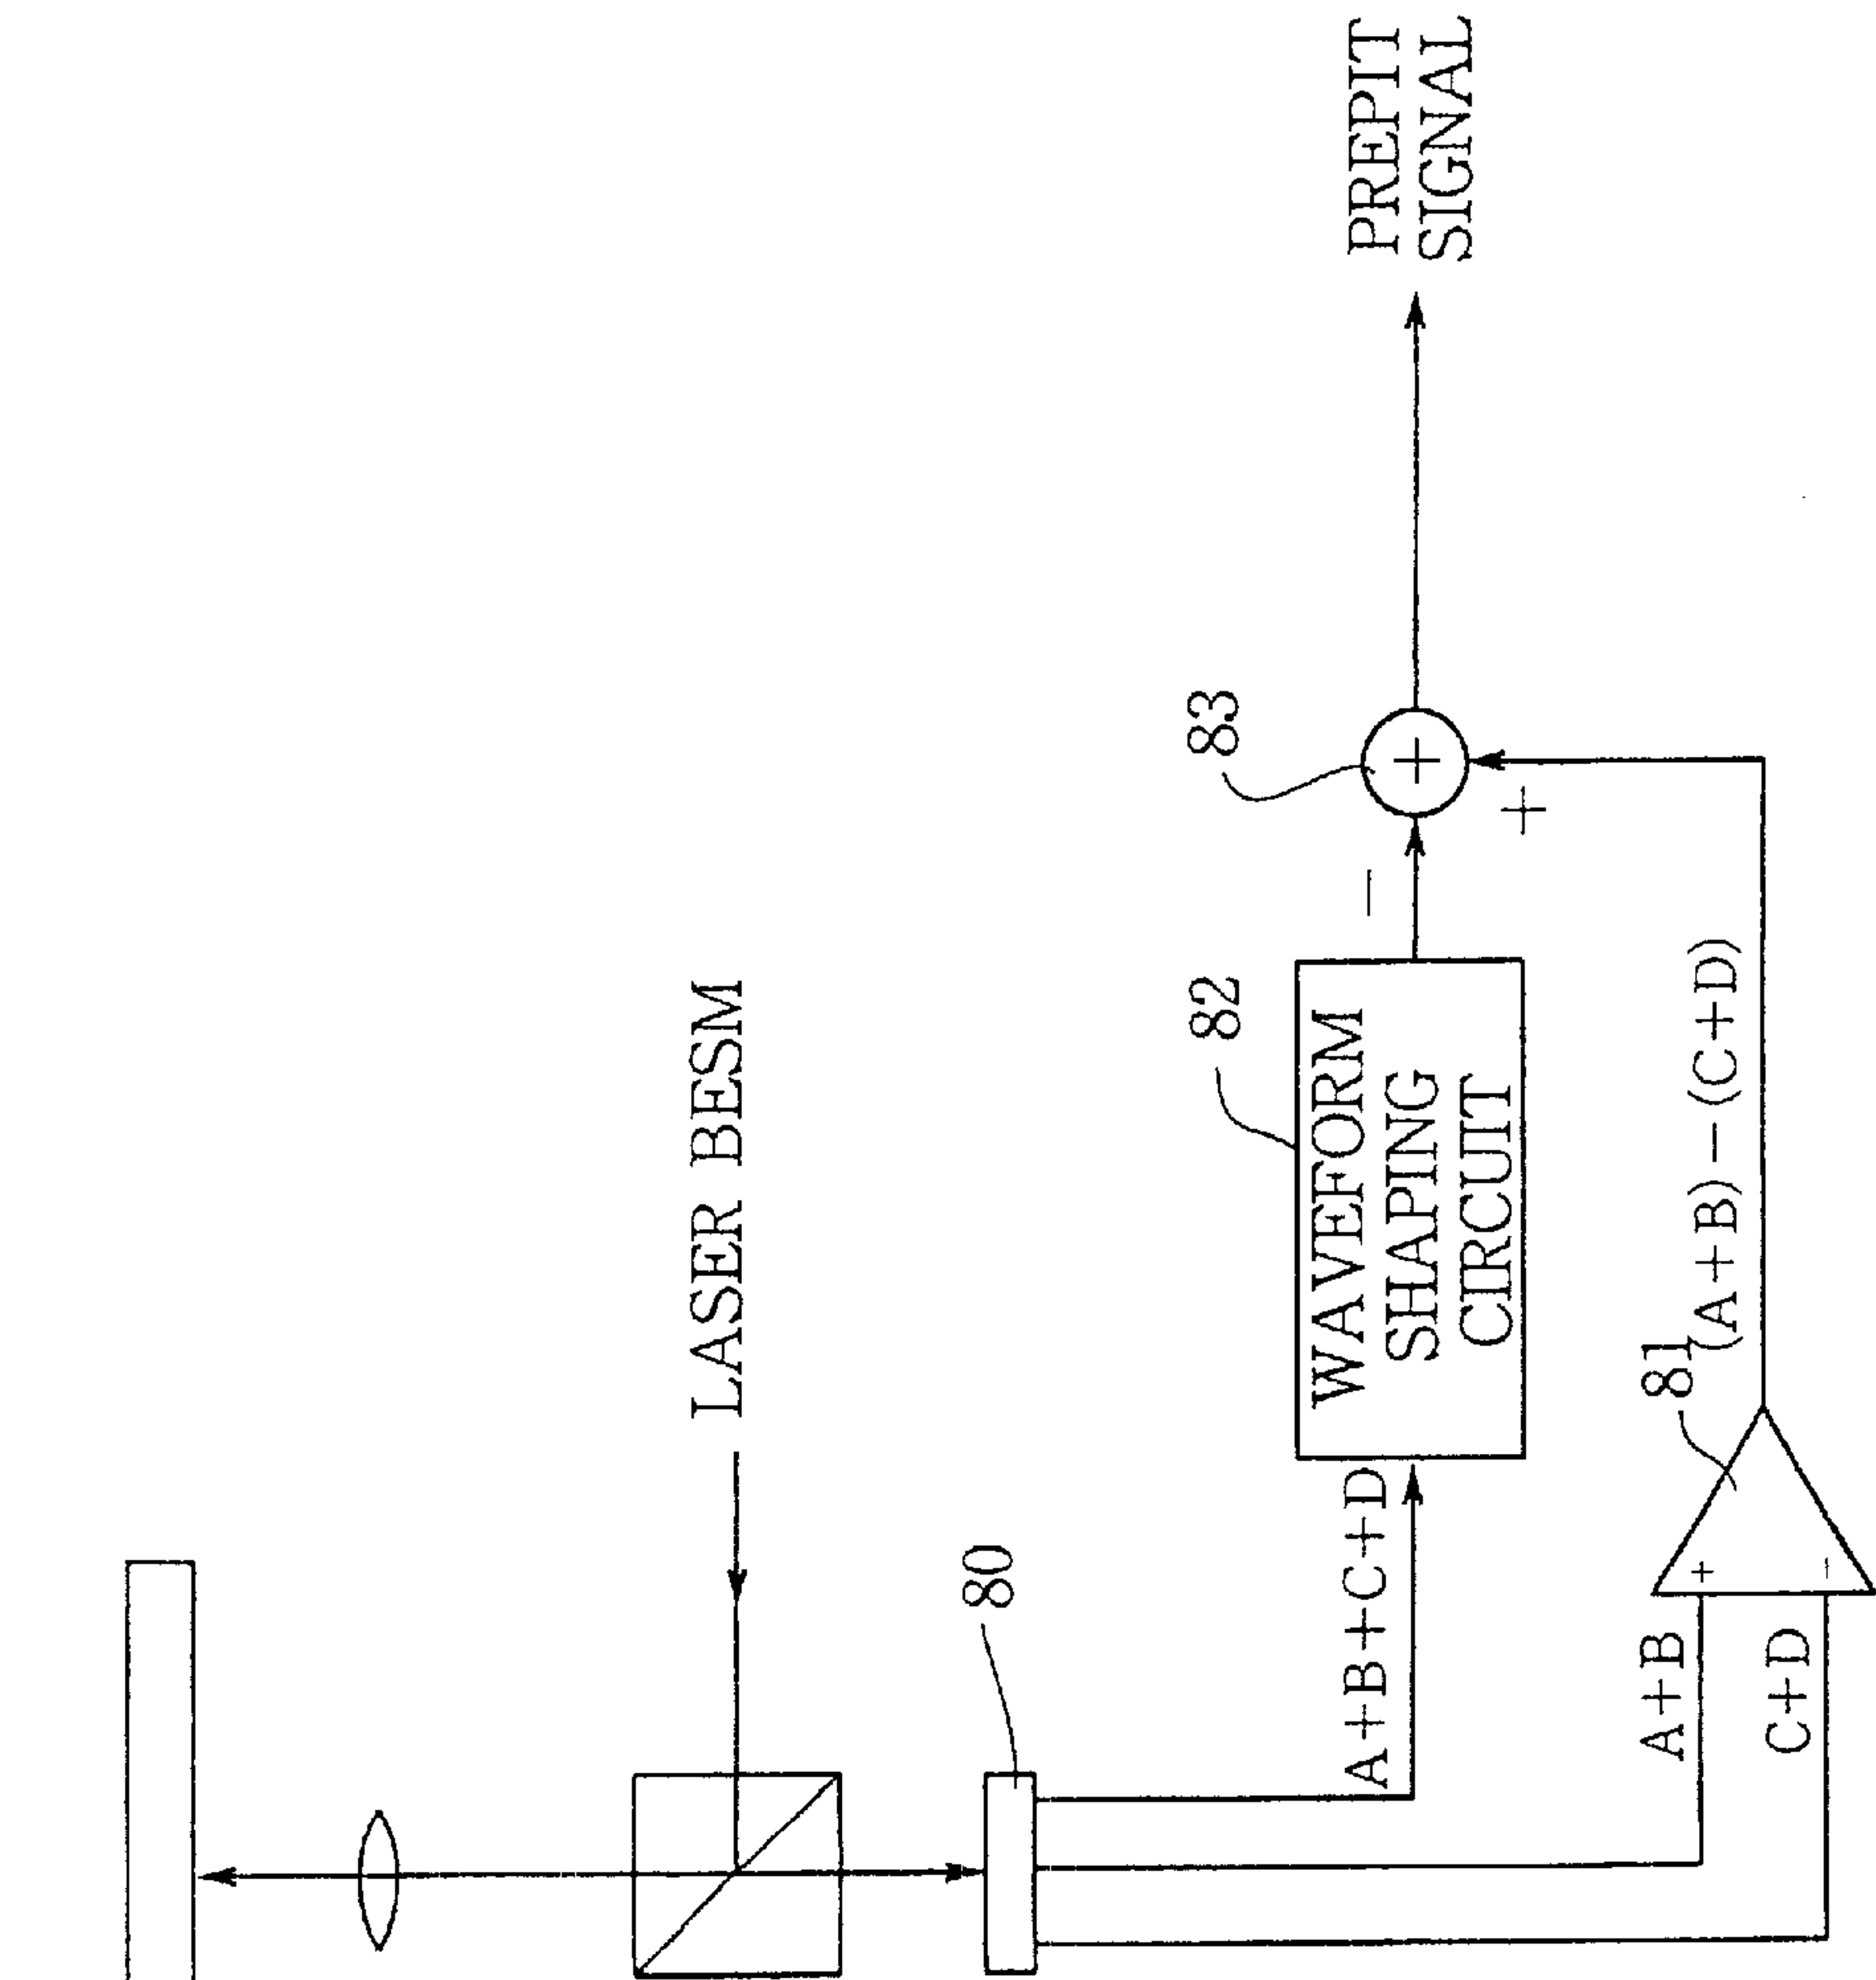 LASER BESM
80
A+B+C+D
82
WAVEFORM
SHAPING
CIRCUIT
−
83
+
+
PREPIT
SIGNAL
A+B
C+D
+
−
81
(A+B)−(C+D)